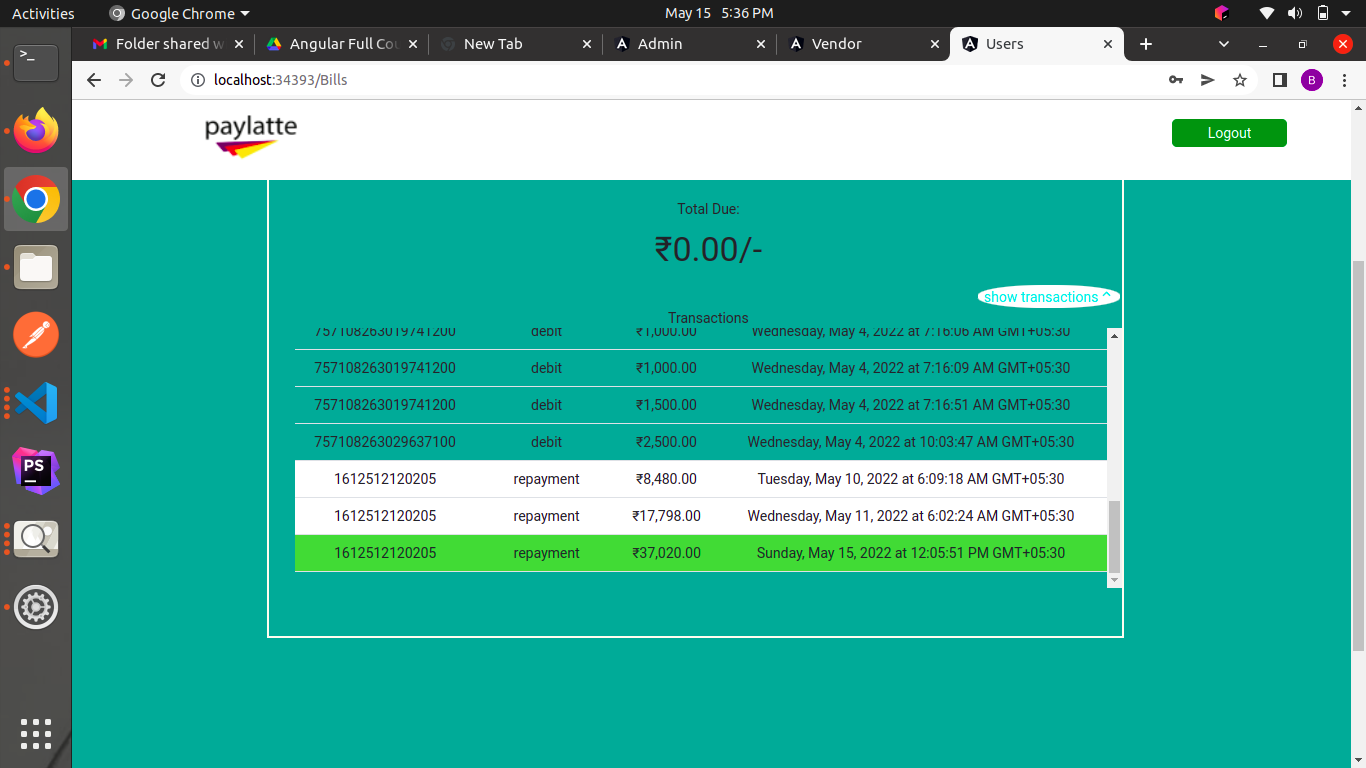 Activities Google Chrome May 15 5:36 PM
Folder shared w Angular Full Cou New Tab Admin Vendor Users
localhost:34393/Bills B
paylatte Logout
Total Due:
₹0.00/-
show transactions ^
Transactions
757108263019741200 debit ₹1,000.00 Wednesday, May 4, 2022 at 7:16:06 AM GMT+05:30
757108263019741200 debit ₹1,000.00 Wednesday, May 4, 2022 at 7:16:09 AM GMT+05:30
757108263019741200 debit ₹1,500.00 Wednesday, May 4, 2022 at 7:16:51 AM GMT+05:30
757108263029637100 debit ₹2,500.00 Wednesday, May 4, 2022 at 10:03:47 AM GMT+05:30
1612512120205 repayment ₹8,480.00 Tuesday, May 10, 2022 at 6:09:18 AM GMT+05:30
1612512120205 repayment ₹17,798.00 Wednesday, May 11, 2022 at 6:02:24 AM GMT+05:30
1612512120205 repayment ₹37,020.00 Sunday, May 15, 2022 at 12:05:51 PM GMT+05:30
>_
PS